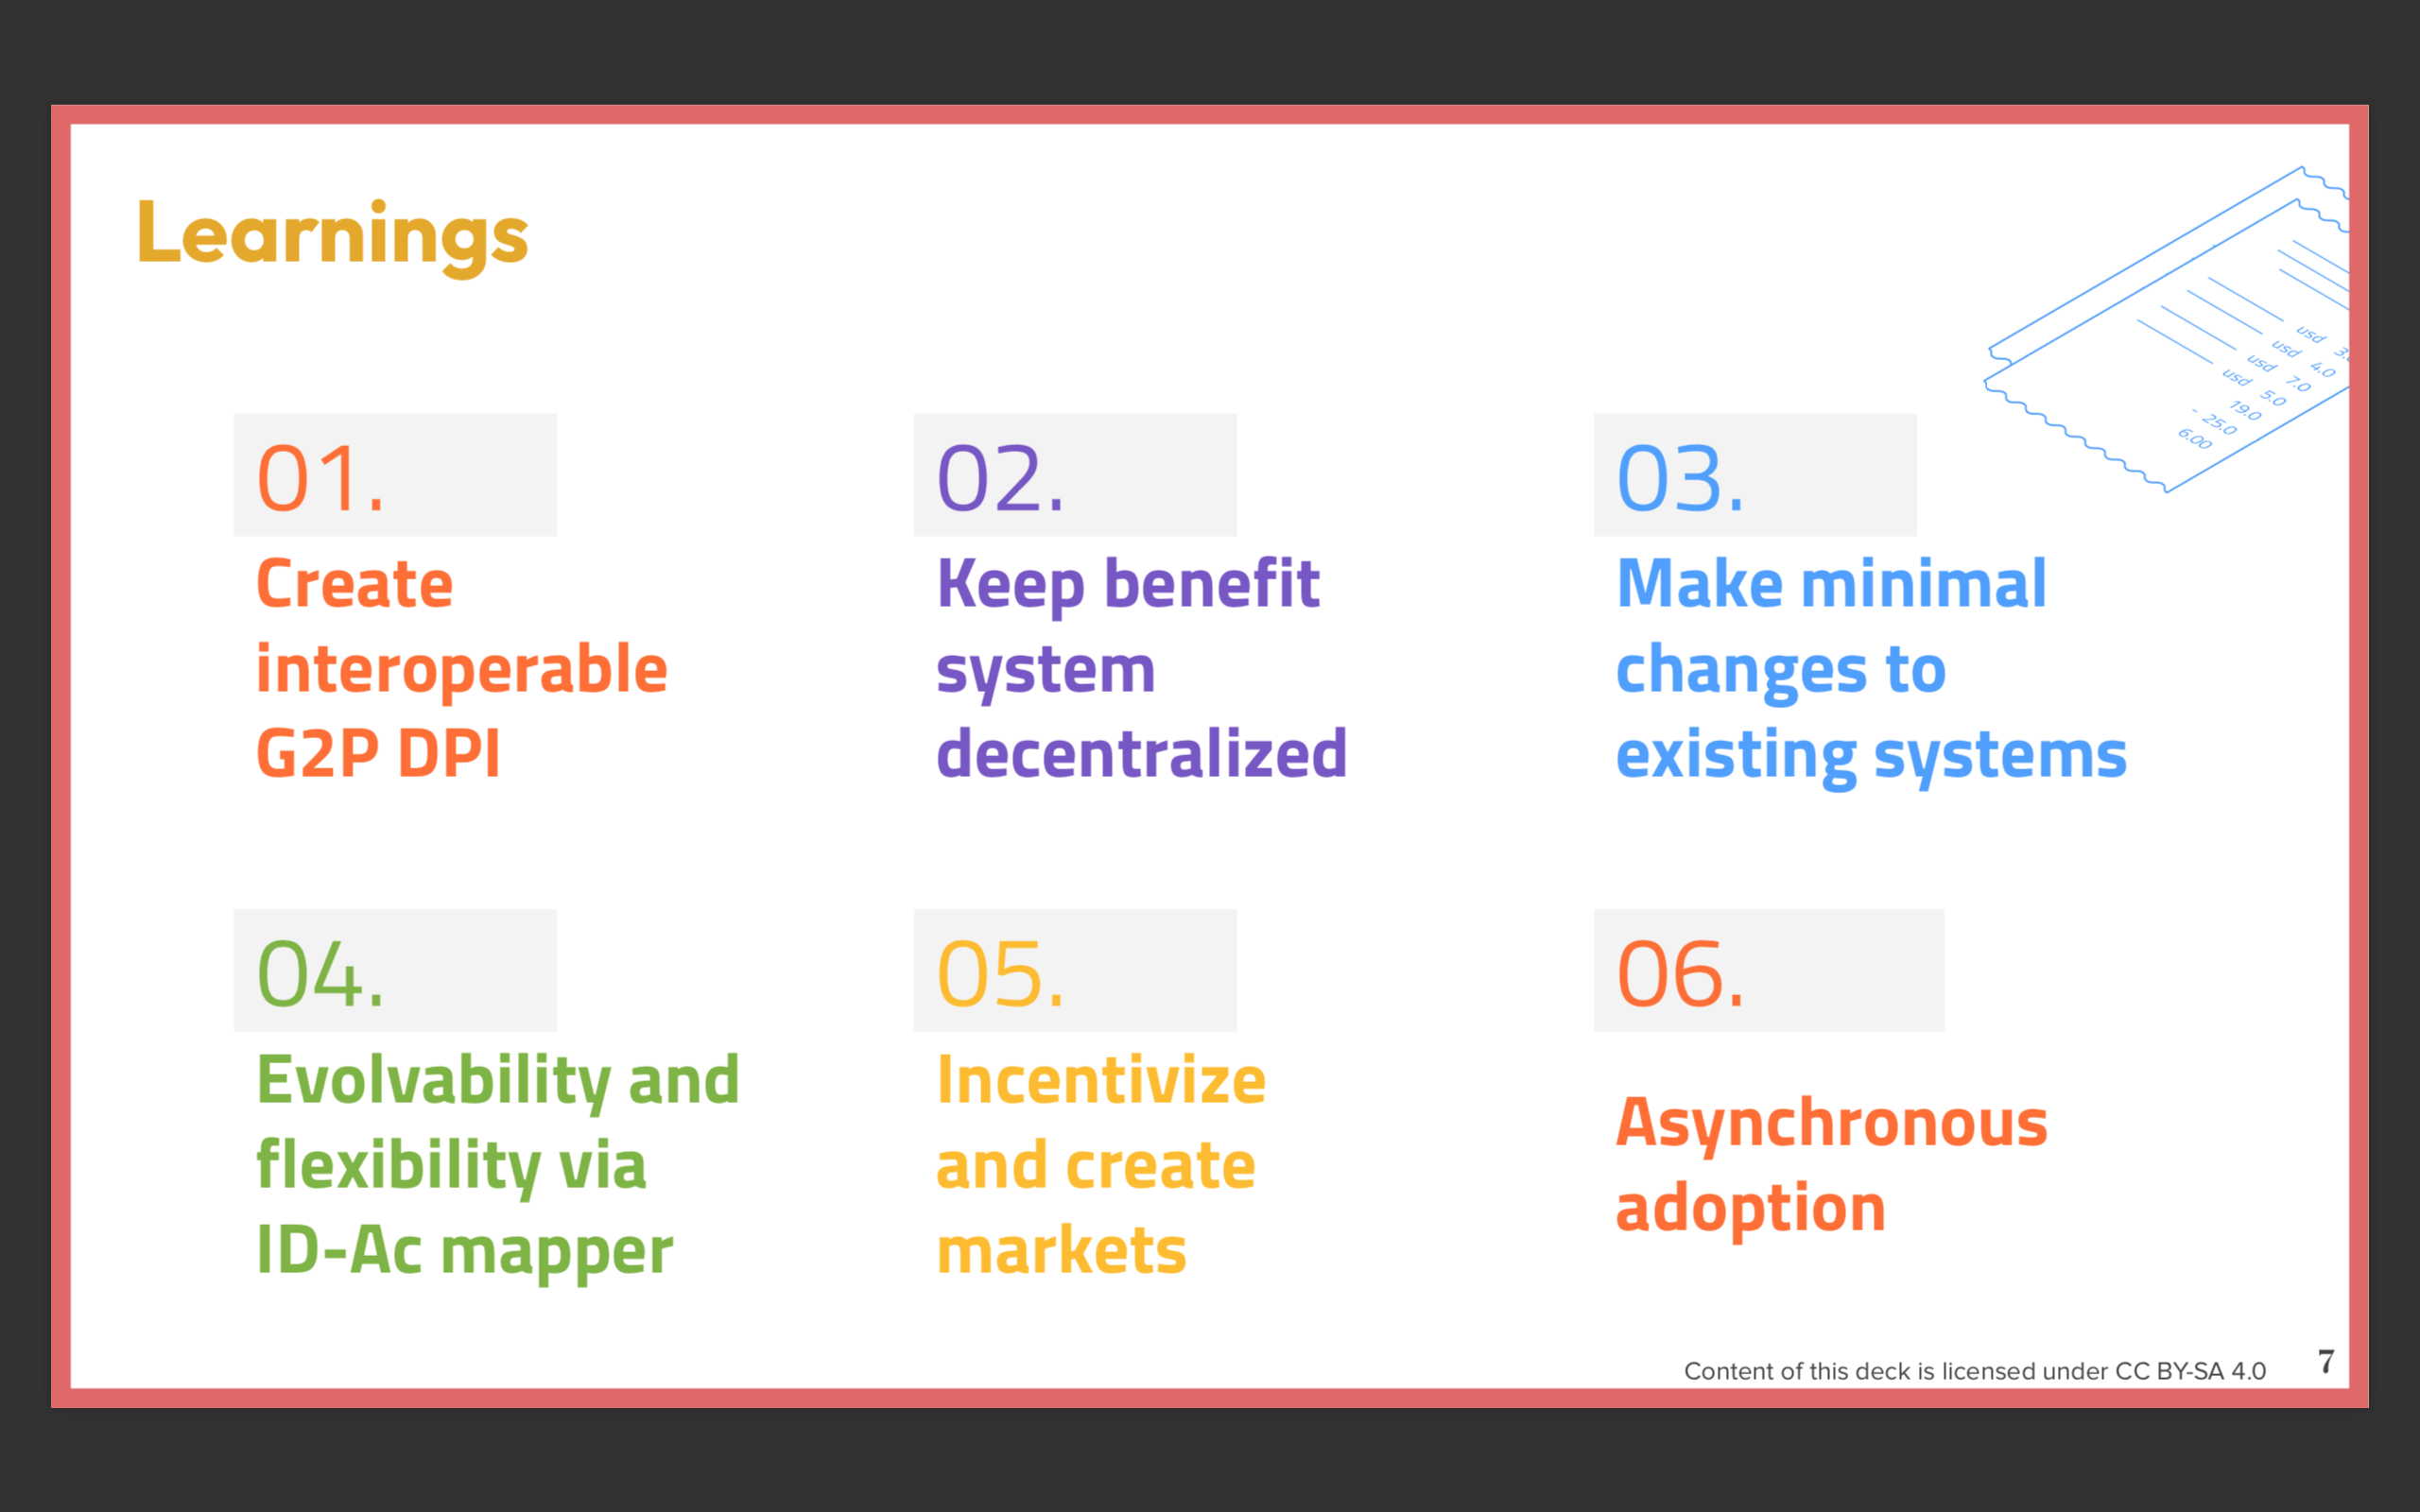 Learnings
01.
Create
interoperable
G2P DPI
02.
Keep benefit
system
decentralized
03.
Make minimal
changes to
existing systems
usd
usd 4.0
usd 7.0
usd 5.0
19.0
- 25.0
6.00
04.
Evolvability and
flexibility via
ID-Ac mapper
05.
Incentivize
and create
markets
06.
Asynchronous
adoption
Content of this deck is licensed under CC BY-SA 4.0
7